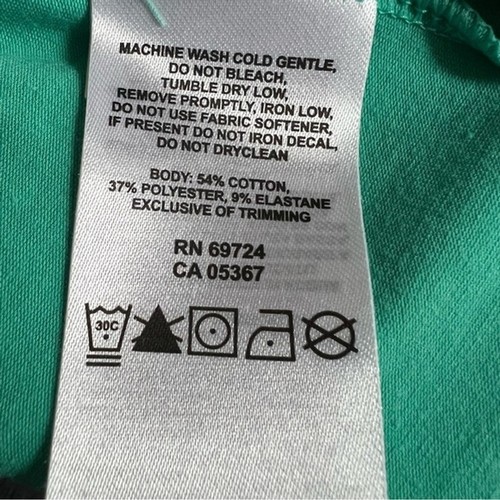 MACHINE WASH COLD GENTLE,
DO NOT BLEACH,
TUMBLE DRY LOW,
REMOVE PROMPTLY, IRON LOW,
DO NOT USE FABRIC SOFTENER,
IF PRESENT DO NOT IRON DECAL,
DO NOT DRYCLEAN
BODY: 54% COTTON,
37% POLYESTER, 9% ELASTANE
EXCLUSIVE OF TRIMMING
RN 69724
CA 05367
30C